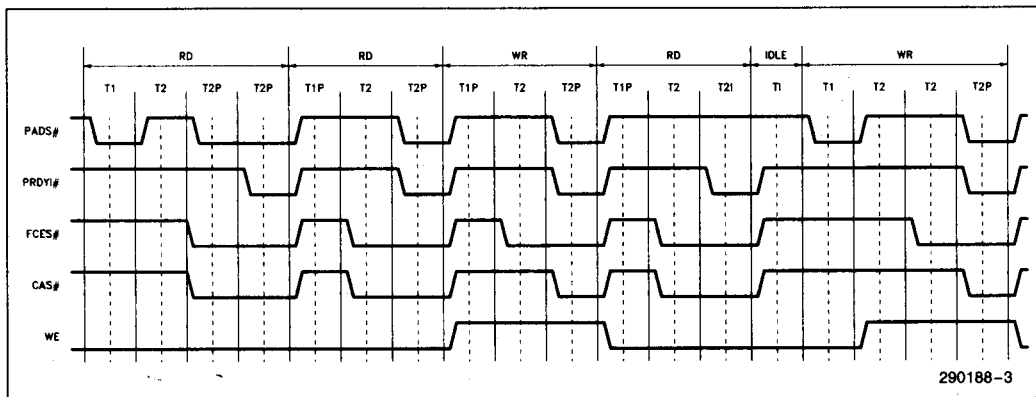 RD RD WR RD IDLE WR
T1 T2 T2P T2P T1P T2 T2P T1P T2 T2P T1P T2 T2I TI T1 T2 T2 T2P
PADS#
PRDYI#
FCES#
CAS#
WE
290188-3